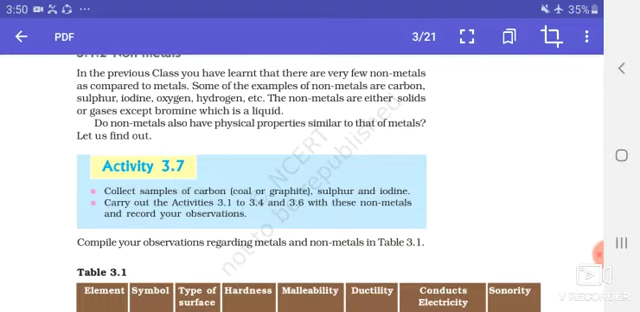 3:50
35%
PDF
3/21
3.1.2 Non-metals
In the previous Class you have learnt that there are very few non-metals
as compared to metals. Some of the examples of non-metals are carbon,
sulphur, iodine, oxygen, hydrogen, etc. The non-metals are either solids
or gases except bromine which is a liquid.
Do non-metals also have physical properties similar to that of metals?
Let us find out.
Activity 3.7
Collect samples of carbon (coal or graphite), sulphur and iodine.
Carry out the Activities 3.1 to 3.4 and 3.6 with these non-metals
and record your observations.
NCERT
not to be republished
Compile your observations regarding metals and non-metals in Table 3.1.
Table 3.1
Element Symbol Type of surface Hardness Malleability Ductility Conducts Electricity Sonority
RECORDER